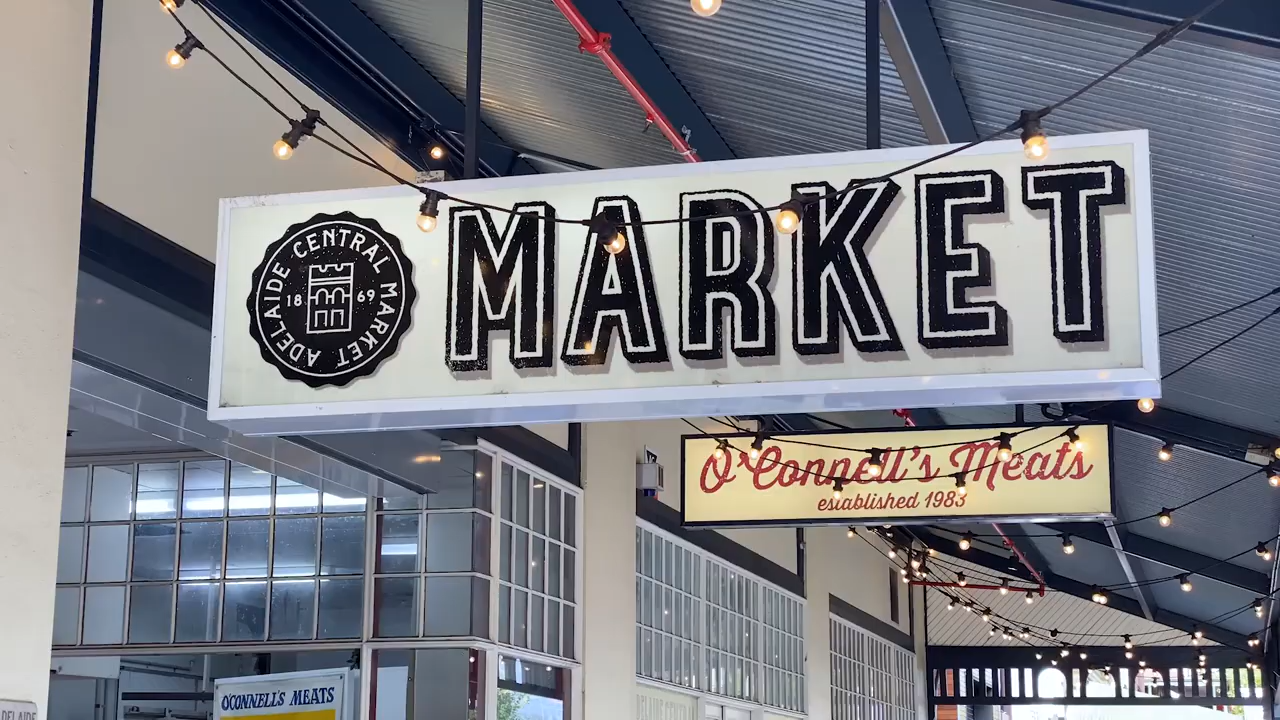 ADELAIDE CENTRAL MARKET
18 69
MARKET
O'Connell's Meats
established 1983
O'CONNELL'S MEATS